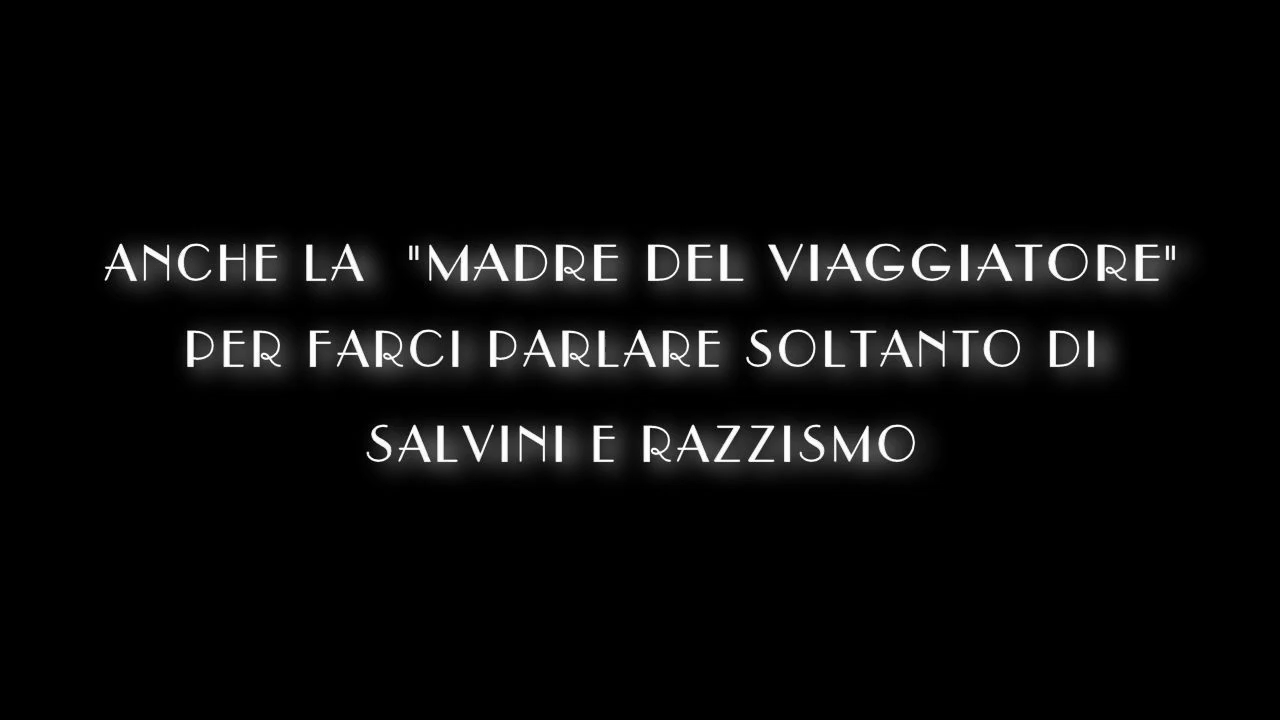 ANCHE LA "MADRE DEL VIAGGIATORE"
PER FARCI PARLARE SOLTANTO DI
SALVINI E RAZZISMO